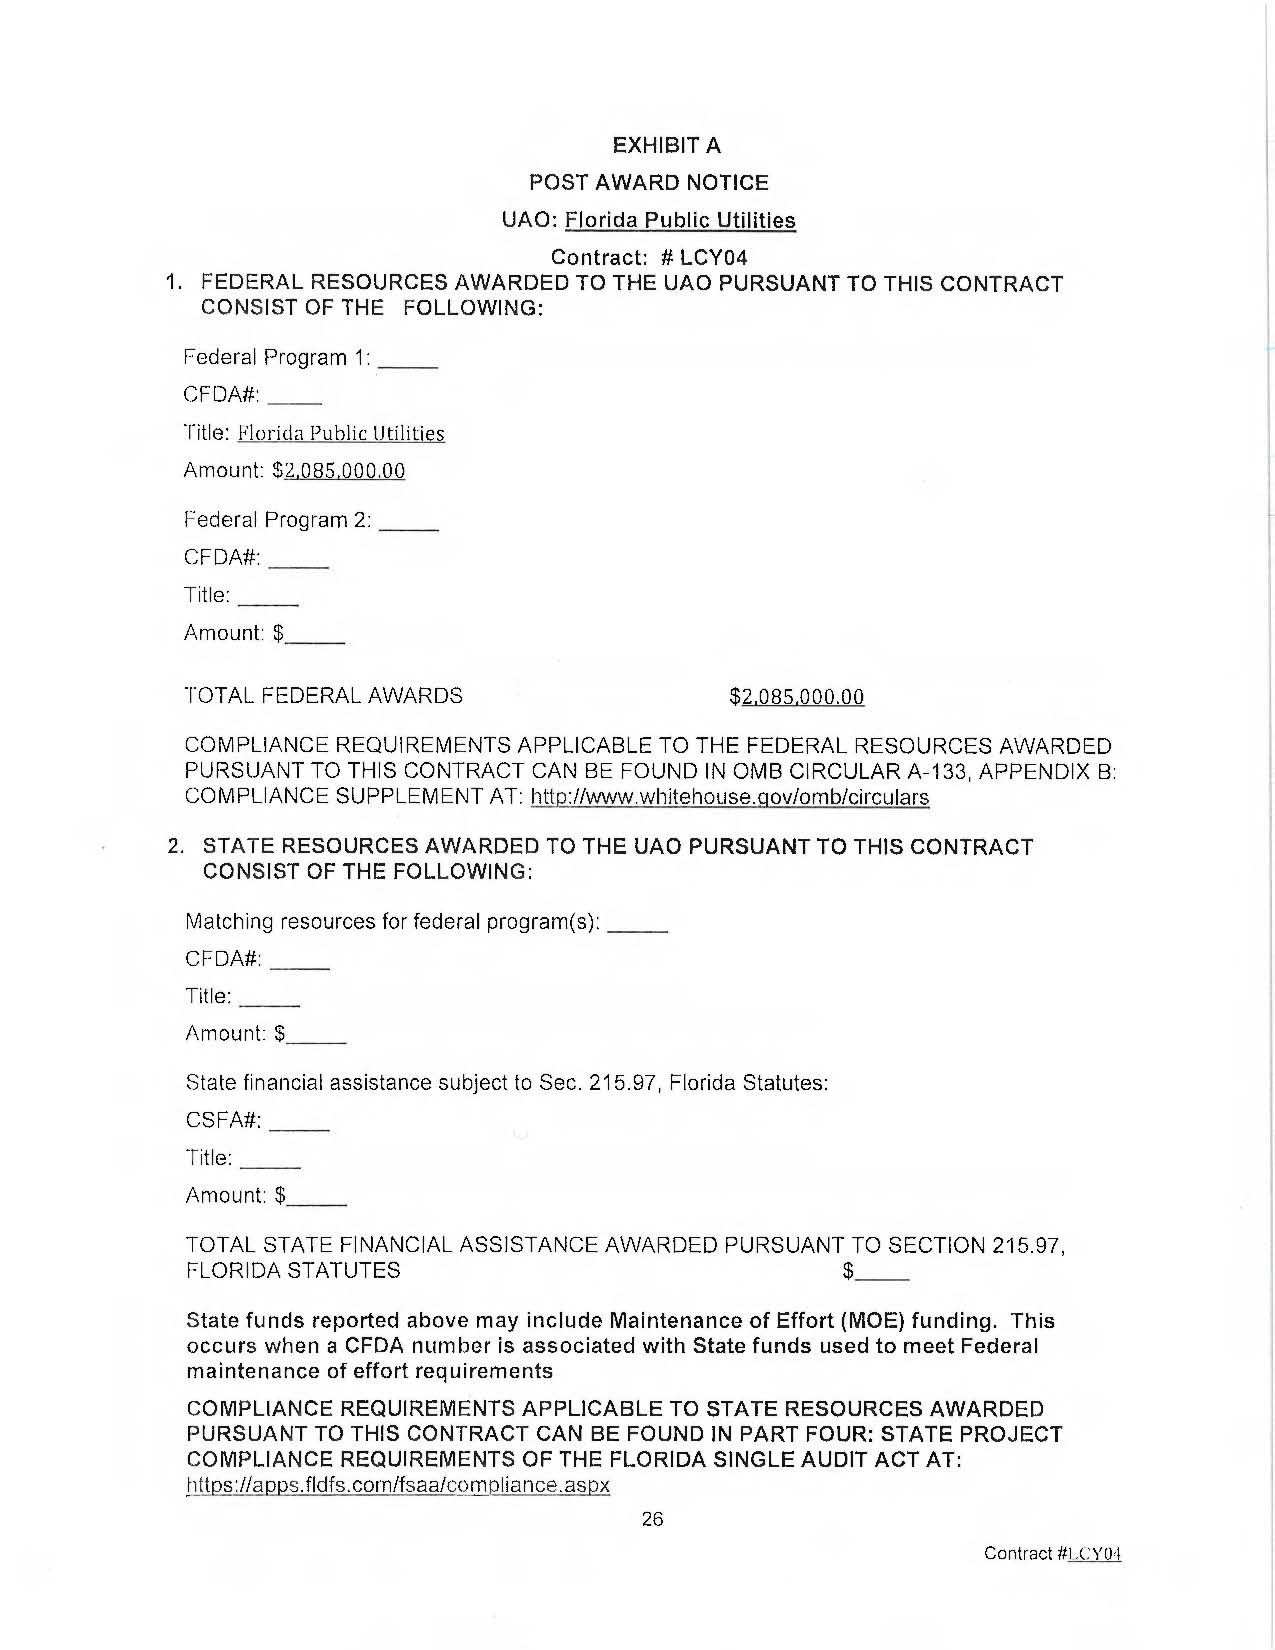 EXHIBIT A
POST AWARD NOTICE
UAO: Florida Public Utilities
Contract: # LCY04
1. FEDERAL RESOURCES AWARDED TO THE UAO PURSUANT TO THIS CONTRACT
CONSIST OF THE FOLLOWING:
Federal Program 1: _____
CFDA#: _____
Title: Florida Public Utilities
Amount: $2,085,000.00
Federal Program 2: _____
CFDA#: _____
Title: _____
Amount: $_____
TOTAL FEDERAL AWARDS $2,085,000.00
COMPLIANCE REQUIREMENTS APPLICABLE TO THE FEDERAL RESOURCES AWARDED
PURSUANT TO THIS CONTRACT CAN BE FOUND IN OMB CIRCULAR A-133, APPENDIX B:
COMPLIANCE SUPPLEMENT AT: http://www.whitehouse.gov/omb/circulars
2. STATE RESOURCES AWARDED TO THE UAO PURSUANT TO THIS CONTRACT
CONSIST OF THE FOLLOWING:
Matching resources for federal program(s): _____
CFDA#: _____
Title: _____
Amount: $_____
State financial assistance subject to Sec. 215.97, Florida Statutes:
CSFA#: _____
Title: _____
Amount: $_____
TOTAL STATE FINANCIAL ASSISTANCE AWARDED PURSUANT TO SECTION 215.97,
FLORIDA STATUTES $_____
State funds reported above may include Maintenance of Effort (MOE) funding. This
occurs when a CFDA number is associated with State funds used to meet Federal
maintenance of effort requirements
COMPLIANCE REQUIREMENTS APPLICABLE TO STATE RESOURCES AWARDED
PURSUANT TO THIS CONTRACT CAN BE FOUND IN PART FOUR: STATE PROJECT
COMPLIANCE REQUIREMENTS OF THE FLORIDA SINGLE AUDIT ACT AT:
https://apps.fldfs.com/fsaa/compliance.aspx
26
Contract #LCY04